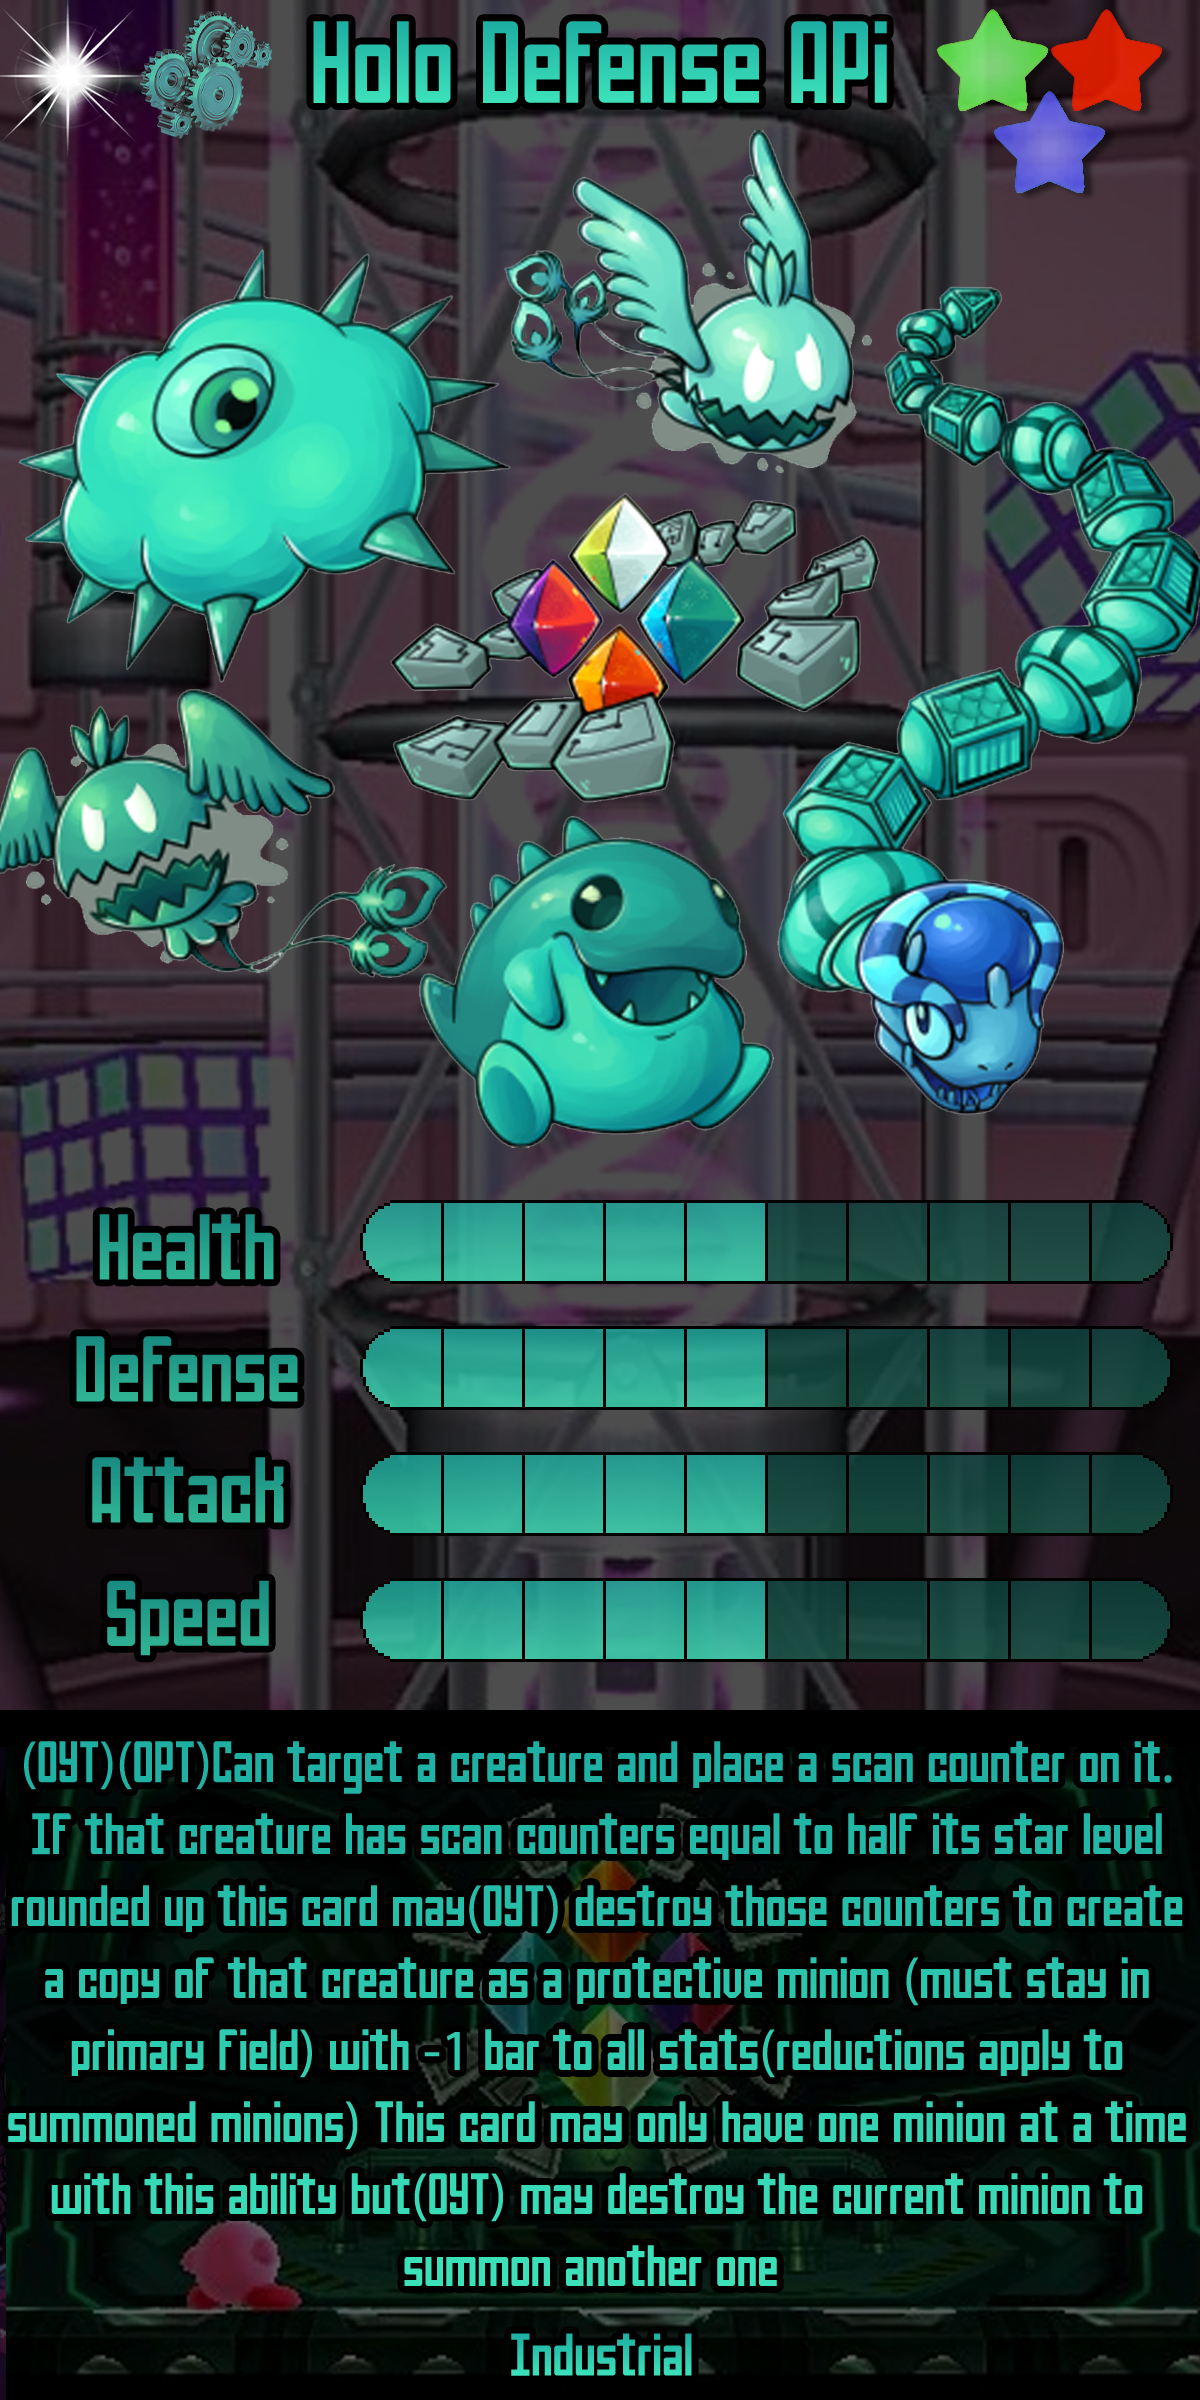 Holo Defense APi
Health
Defense
Attack
Speed
(OYT)(OPT)Can target a creature and place a scan counter on it.
If that creature has scan counters equal to half its star level
rounded up this card may(OYT) destroy those counters to create
a copy of that creature as a protective minion (must stay in
primary field) with -1 bar to all stats(reductions apply to
summoned minions) This card may only have one minion at a time
with this ability but(OYT) may destroy the current minion to
summon another one
Industrial